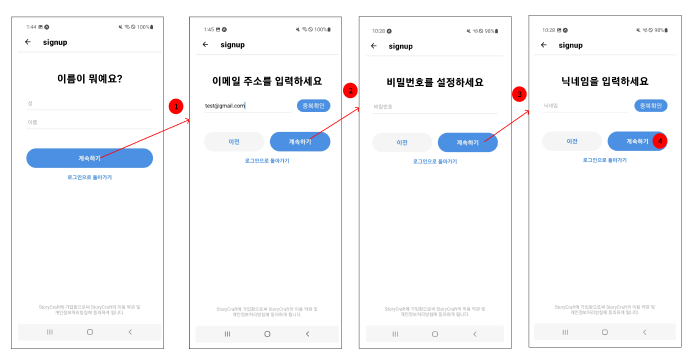 1:44
100%
← signup
이름이 뭐예요?
성
이름
계속하기
로그인으로 돌아가기
StoryCraft에 가입함으로써 StoryCraft의 이용 약관 및
개인정보처리방침에 동의하게 됩니다.
1
1:45
100%
← signup
이메일 주소를 입력하세요
test@gmail.com
중복확인
이전
계속하기
로그인으로 돌아가기
StoryCraft에 가입함으로써 StoryCraft의 이용 약관 및
개인정보처리방침에 동의하게 됩니다.
2
10:28
98%
← signup
비밀번호를 설정하세요
비밀번호
이전
계속하기
로그인으로 돌아가기
StoryCraft에 가입함으로써 StoryCraft의 이용 약관 및
개인정보처리방침에 동의하게 됩니다.
3
10:28
98%
← signup
닉네임을 입력하세요
닉네임
중복확인
이전
계속하기
4
로그인으로 돌아가기
StoryCraft에 가입함으로써 StoryCraft의 이용 약관 및
개인정보처리방침에 동의하게 됩니다.